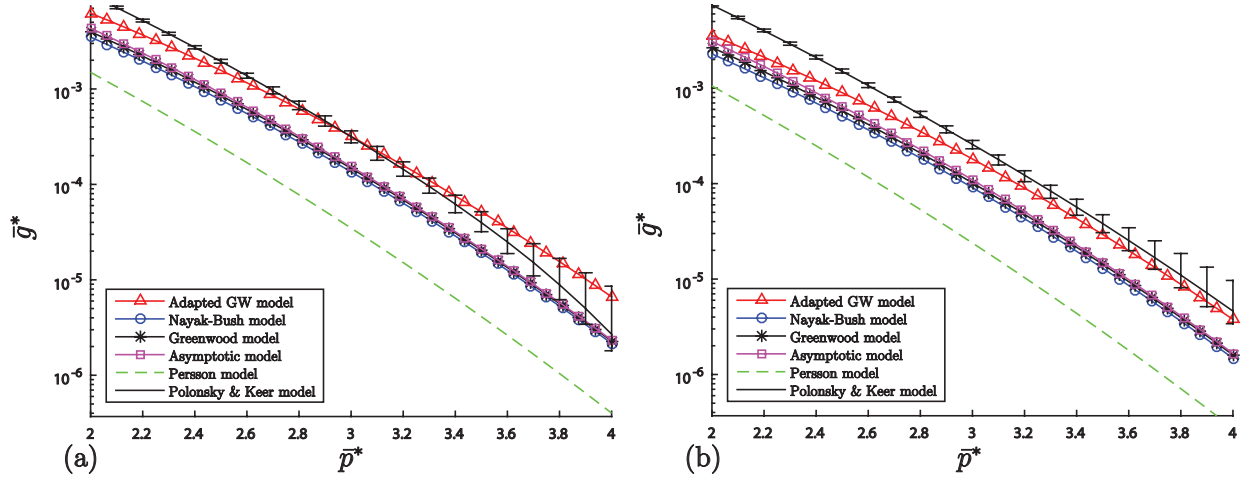 10⁻³
10⁻⁴
10⁻⁵
10⁻⁶
ḡ*
Adapted GW model
Nayak-Bush model
Greenwood model
Asymptotic model
Persson model
Polonsky & Keer model
2 2.2 2.4 2.6 2.8 3 3.2 3.4 3.6 3.8 4
(a)
p̄*
10⁻³
10⁻⁴
10⁻⁵
10⁻⁶
ḡ*
Adapted GW model
Nayak-Bush model
Greenwood model
Asymptotic model
Persson model
Polonsky & Keer model
2 2.2 2.4 2.6 2.8 3 3.2 3.4 3.6 3.8 4
(b)
p̄*